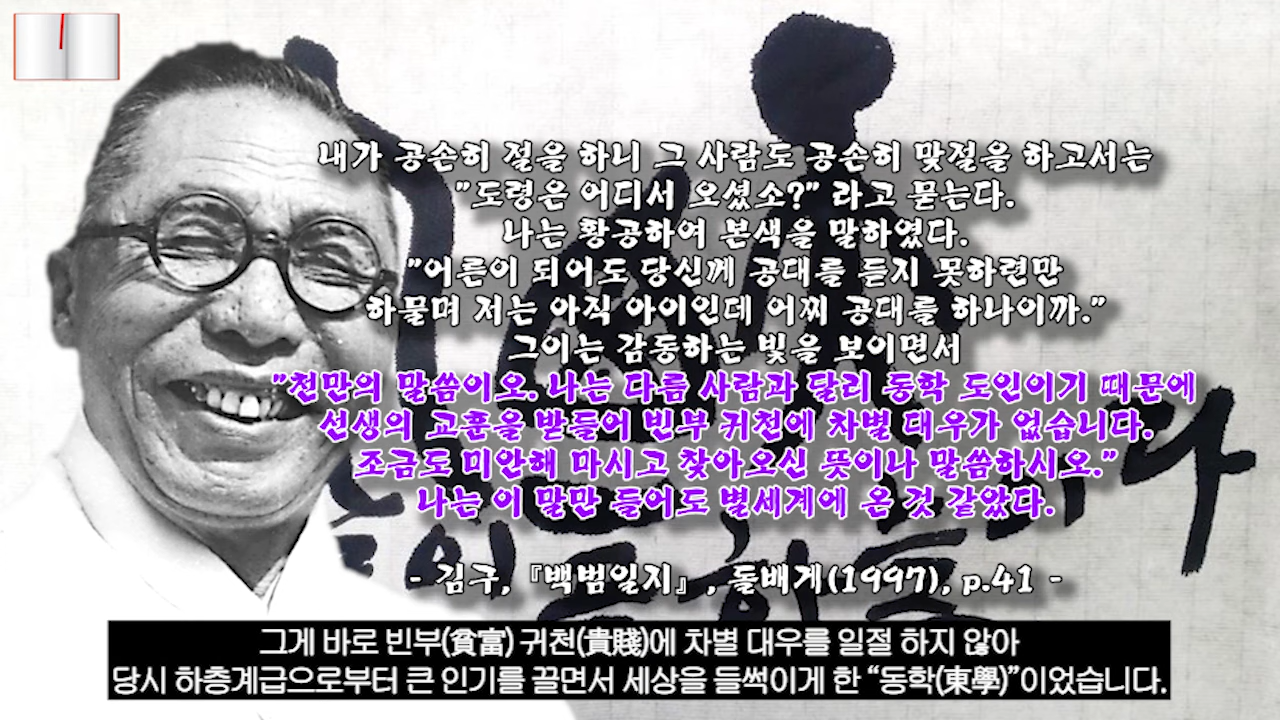 내가 공손히 절을 하니 그 사람도 공손히 맞절을 하고서는
"도령은 어디서 오셨소?" 라고 묻는다.
나는 황공하여 본색을 말하였다.
"어른이 되어도 당신께 공대를 듣지 못하련만
하물며 저는 아직 아이인데 어찌 공대를 하나이까."
그이는 감동하는 빛을 보이면서
"천만의 말씀이오. 나는 다름 사람과 달리 동학 도인이기 때문에
선생의 교훈을 받들어 빈부 귀천에 차별 대우가 없습니다.
조금도 미안해 마시고 찾아오신 뜻이나 말씀하시오."
나는 이 말만 들어도 별세계에 온 것 같았다.
- 김구,『백범일지』, 돌배게(1997), p.41 -
그게 바로 빈부(貧富) 귀천(貴賤)에 차별 대우를 일절 하지 않아
당시 하층계급으로부터 큰 인기를 끌면서 세상을 들썩이게 한 “동학(東學)”이었습니다.